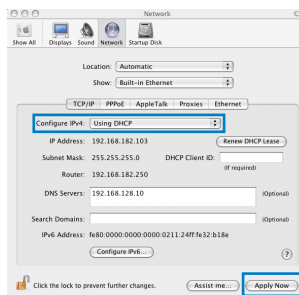 Network
Show All Displays Sound Network Startup Disk
Location: Automatic
Show: Built-in Ethernet
TCP/IP PPPoE AppleTalk Proxies Ethernet
Configure IPv4: Using DHCP
IP Address: 192.168.182.103 Renew DHCP Lease
Subnet Mask: 255.255.255.0 DHCP Client ID:
(If required)
Router: 192.168.182.250
DNS Servers: 192.168.128.10 (Optional)
Search Domains: (Optional)
IPv6 Address: fe80:0000:0000:0000:0211:24ff:fe32:b18e
Configure IPv6... ?
Click the lock to prevent further changes. Assist me... Apply Now